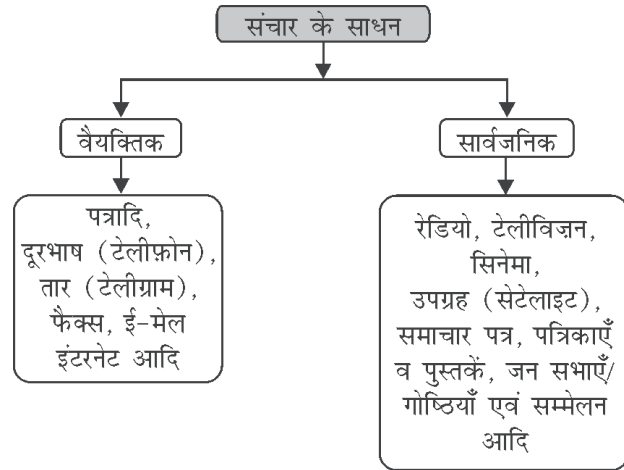 संचार के साधन
वैयक्तिक
सार्वजनिक
पत्रादि,
दूरभाष (टेलीफ़ोन),
तार (टेलीग्राम),
फैक्स, ई-मेल
इंटरनेट आदि
रेडियो, टेलीविज़न,
सिनेमा,
उपग्रह (सेटेलाइट),
समाचार पत्र, पत्रिकाएँ
व पुस्तकें, जन सभाएँ/
गोष्ठियाँ एवं सम्मेलन
आदि